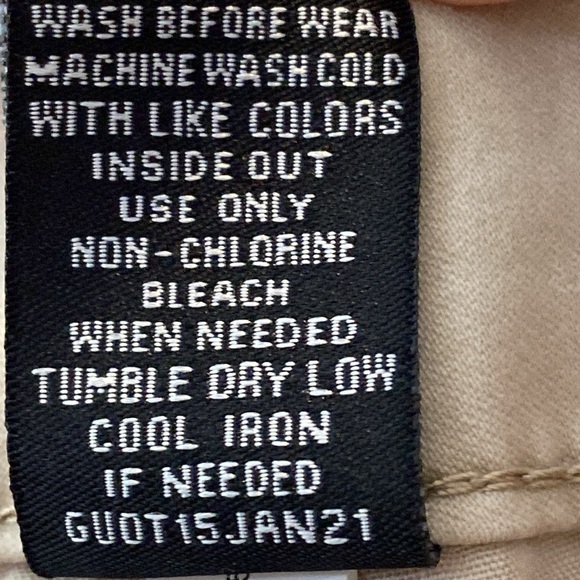 WASH BEFORE WEAR
MACHINE WASH COLD
WITH LIKE COLORS
INSIDE OUT
USE ONLY
NON-CHLORINE
BLEACH
WHEN NEEDED
TUMBLE DRY LOW
COOL IRON
IF NEEDED
GUOT15JAN21